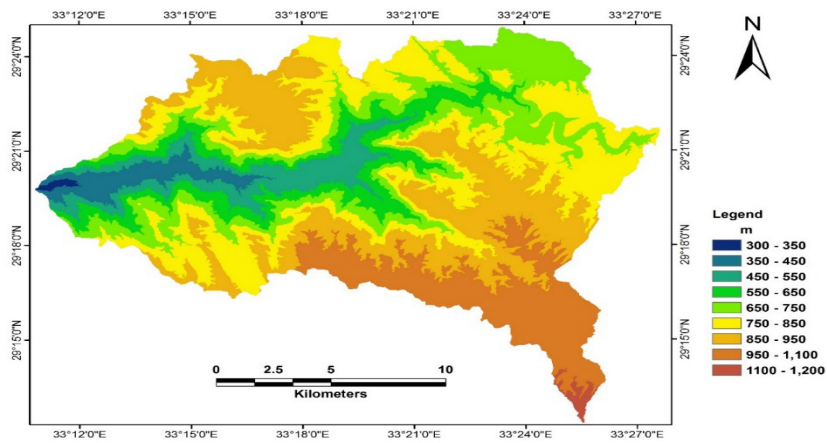 33°12'0"E 33°15'0"E 33°18'0"E 33°21'0"E 33°24'0"E 33°27'0"E
N
29°24'0"N 29°24'0"N
29°21'0"N 29°21'0"N
29°18'0"N 29°18'0"N
29°15'0"N 29°15'0"N
Legend
m
300 - 350
350 - 450
450 - 550
550 - 650
650 - 750
750 - 850
850 - 950
950 - 1,100
1100 - 1,200
0 2.5 5 10
Kilometers
33°12'0"E 33°15'0"E 33°18'0"E 33°21'0"E 33°24'0"E 33°27'0"E